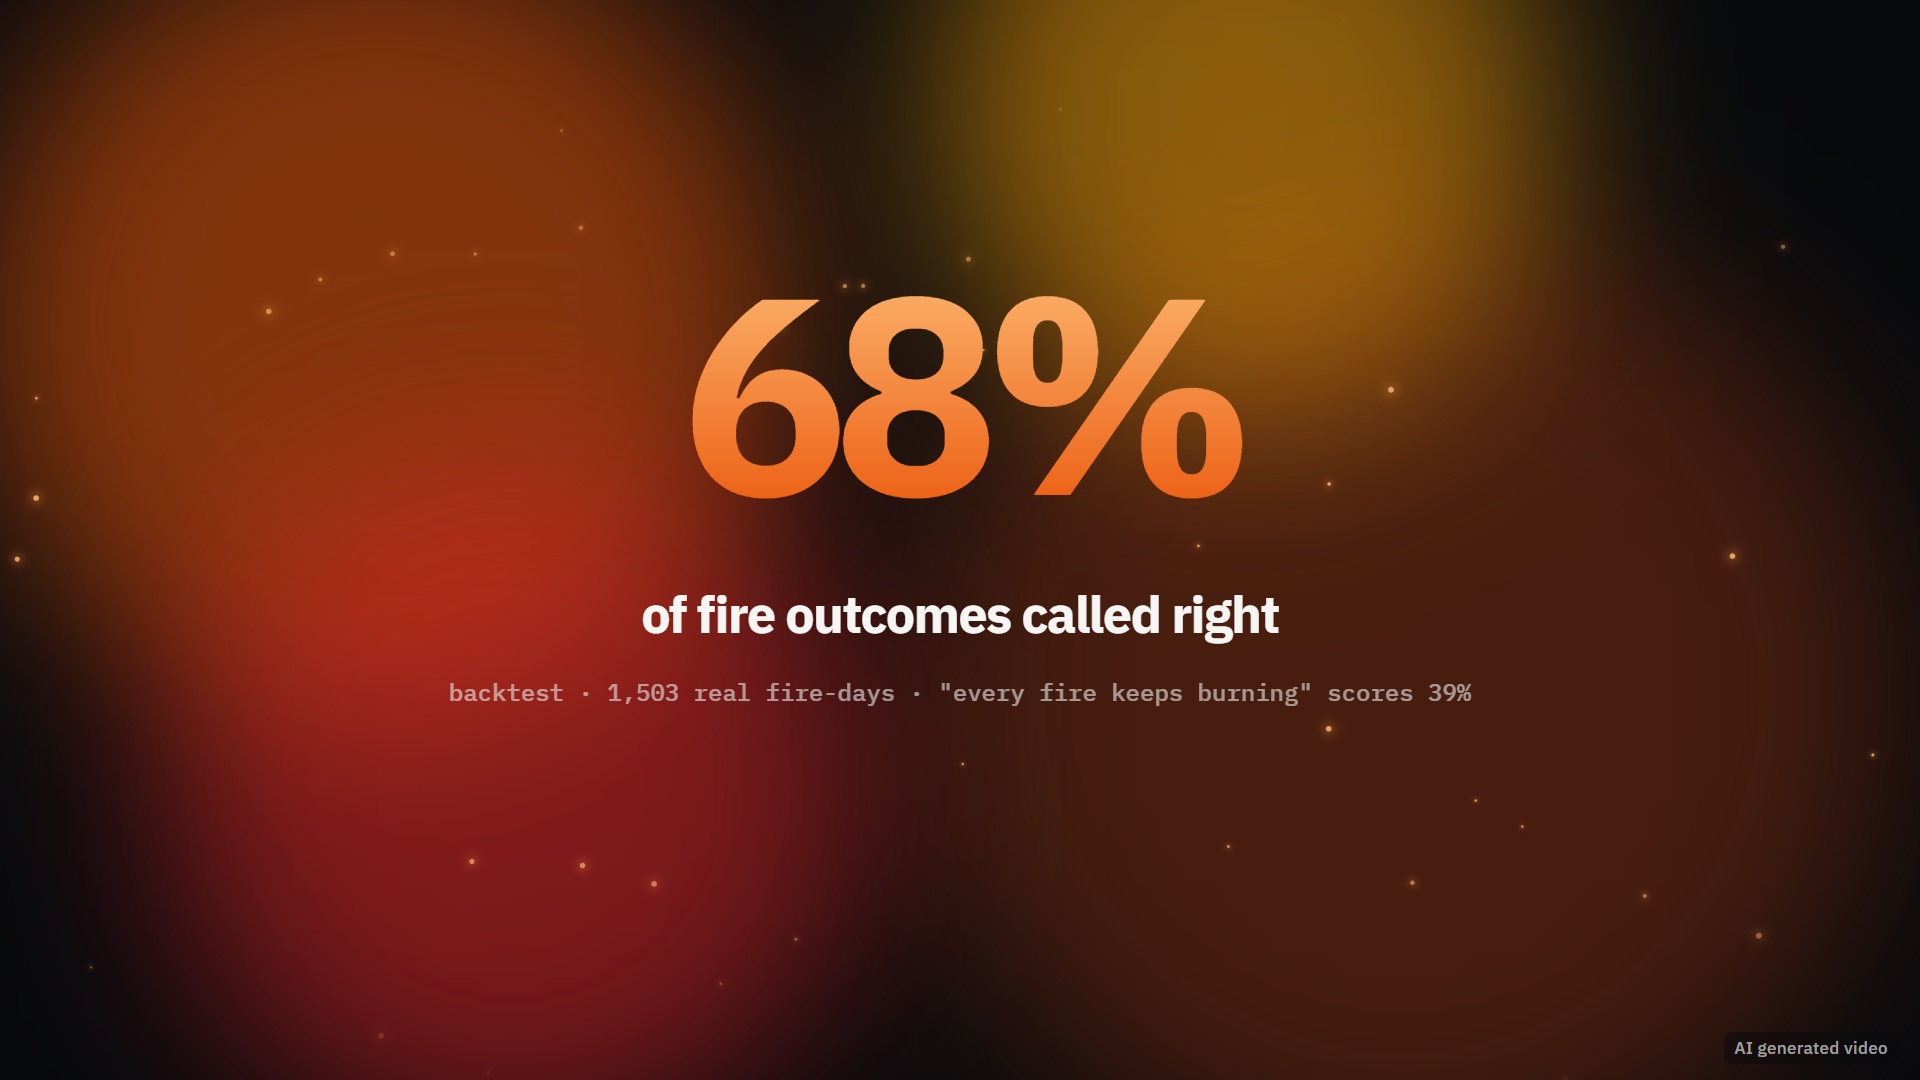 68%
of fire outcomes called right
backtest · 1,503 real fire-days · "every fire keeps burning" scores 39%
AI generated video